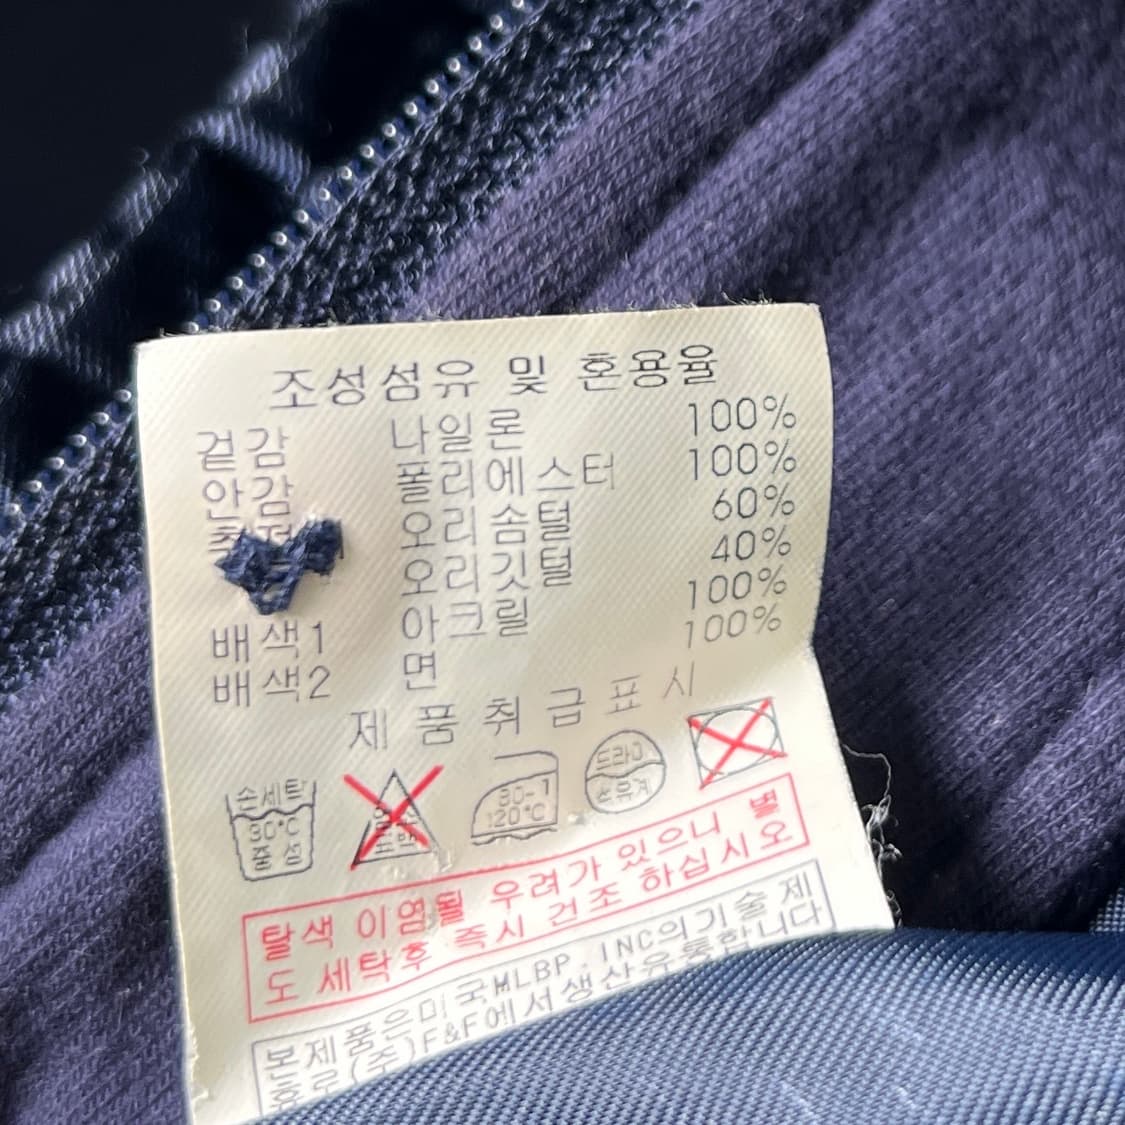 조성섬유 및 혼용율
겉감 나일론 100%
안감 폴리에스터 100%
오리솜털 60%
오리깃털 40%
배색1 아크릴 100%
배색2 면 100%
제품취급표시
손세탁
30°C
중성
80-1
120°C
드라이
석유계
탈색 이염될 우려가 있으니 별
도 세탁후 즉시 건조 하십시오
본제품은미국MLBP.INC의기술제
휴로(주)F&F에서생산유통합니다